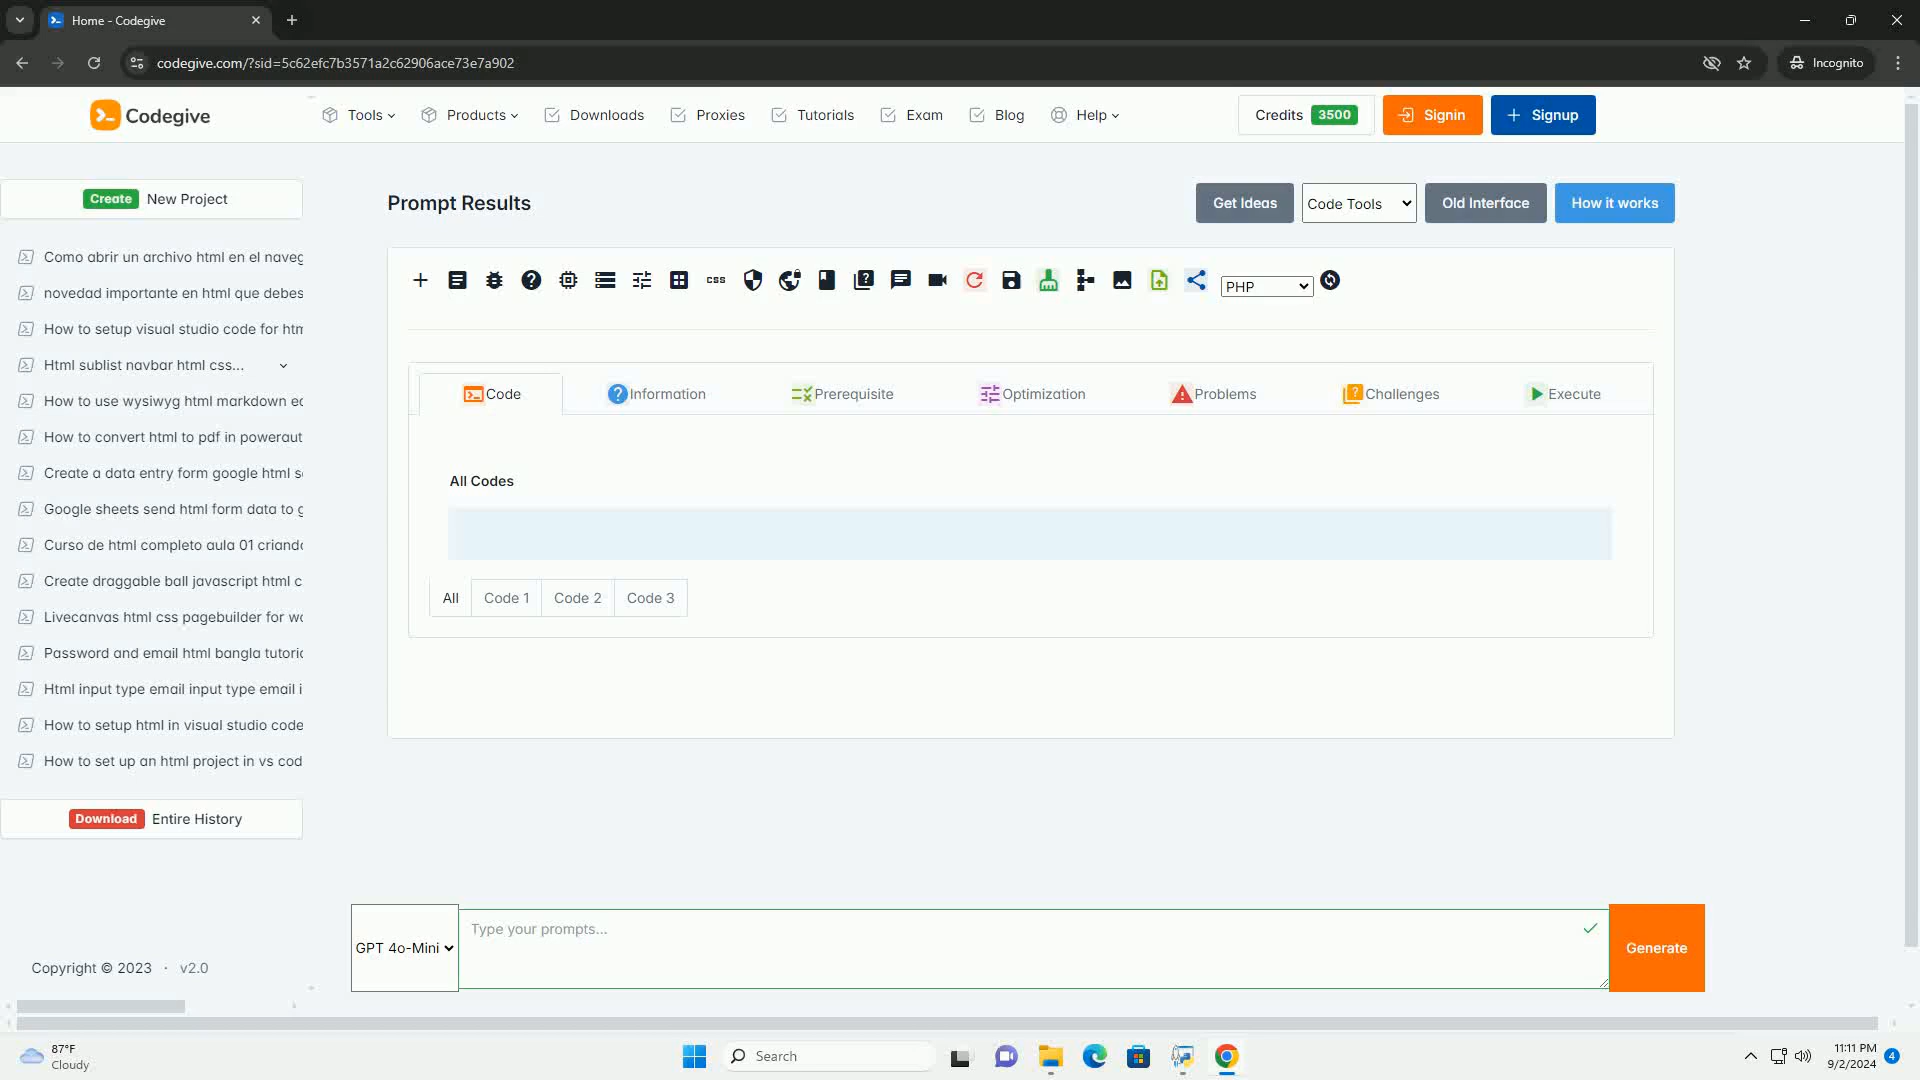 Home - Codegive
codegive.com/?sid=5c62efc7b3571a2c62906ace73e7a902
Incognito
Codegive
Tools
Products
Downloads
Proxies
Tutorials
Exam
Blog
Help
Credits 3500
Signin
Signup
Create New Project
Como abrir un archivo html en el naveg
novedad importante en html que debes
How to setup visual studio code for htm
Html sublist navbar html css...
How to use wysiwyg html markdown ed
How to convert html to pdf in poweraut
Create a data entry form google html s
Google sheets send html form data to g
Curso de html completo aula 01 criando
Create draggable ball javascript html c
Livecanvas html css pagebuilder for wo
Password and email html bangla tutoria
Html input type email input type email i
How to setup html in visual studio code
How to set up an html project in vs cod
Download Entire History
Copyright © 2023 · v2.0
Prompt Results
Get Ideas
Code Tools
Old Interface
How it works
css
PHP
Code
Information
Prerequisite
Optimization
Problems
Challenges
Execute
All Codes
All
Code 1
Code 2
Code 3
GPT 4o-Mini
Type your prompts...
Generate
87°F
Cloudy
Search
11:11 PM
9/2/2024
4